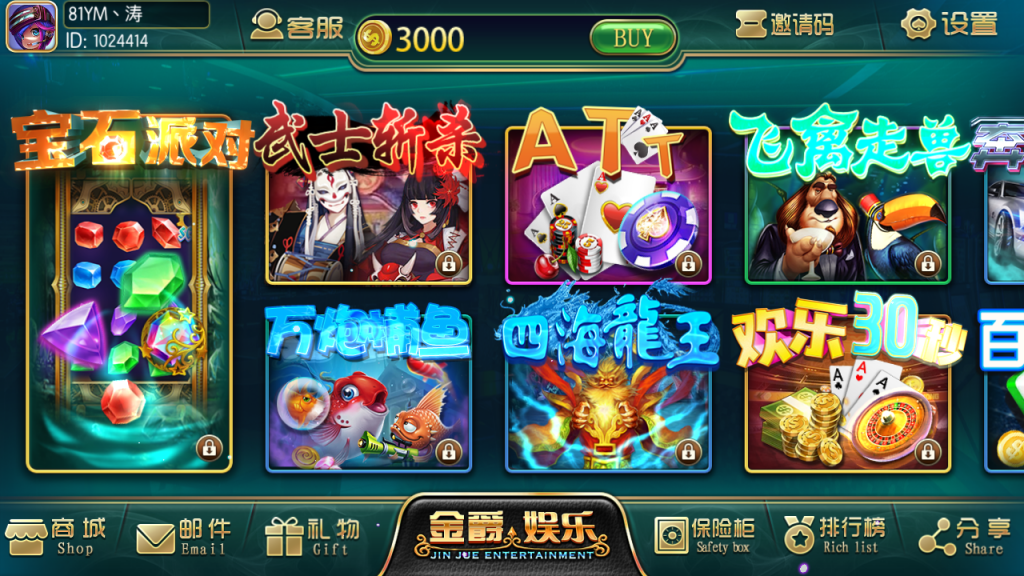 81YM、涛
ID: 1024414
客服
3000
BUY
邀请码
设置
宝石派对
武士斩杀
ATT
飞禽走兽
奔
万炮捕鱼
四海龍王
欢乐30秒
百
商城
Shop
邮件
Email
礼物
Gift
金爵娱乐
JIN JUE ENTERTAINMENT
保险柜
Safety box
排行榜
Rich list
分享
Share